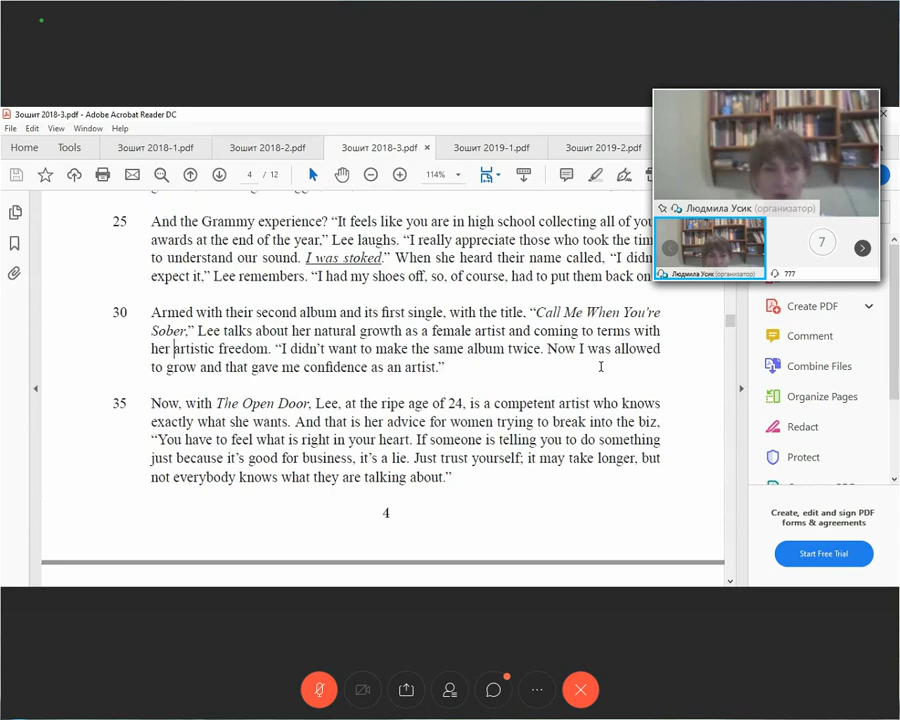 Зошит 2018-3.pdf - Adobe Acrobat Reader DC
File Edit View Window Help
Home Tools Зошит 2018-1.pdf Зошит 2018-2.pdf Зошит 2018-3.pdf × Зошит 2019-1.pdf Зошит 2019-2.pdf
4 / 12 114%
Людмила Усик (организатор)
Людмила Усик (о
7
777
25 And the Grammy experience? “It feels like you are in high school collecting all of you
awards at the end of the year,” Lee laughs. “I really appreciate those who took the tim
to understand our sound. I was stoked.” When she heard their name called, “I didn
expect it,” Lee remembers. “I had my shoes off, so, of course, had to put them back on
30 Armed with their second album and its first single, with the title, “Call Me When You're
Sober,” Lee talks about her natural growth as a female artist and coming to terms with
her artistic freedom. “I didn’t want to make the same album twice. Now I was allowed
to grow and that gave me confidence as an artist.”
35 Now, with The Open Door, Lee, at the ripe age of 24, is a competent artist who knows
exactly what she wants. And that is her advice for women trying to break into the biz,
“You have to feel what is right in your heart. If someone is telling you to do something
just because it’s good for business, it’s a lie. Just trust yourself; it may take longer, but
not everybody knows what they are talking about.”
4
Create PDF
Comment
Combine Files
Organize Pages
Redact
Protect
Create, edit and sign PDF
forms & agreements
Start Free Trial